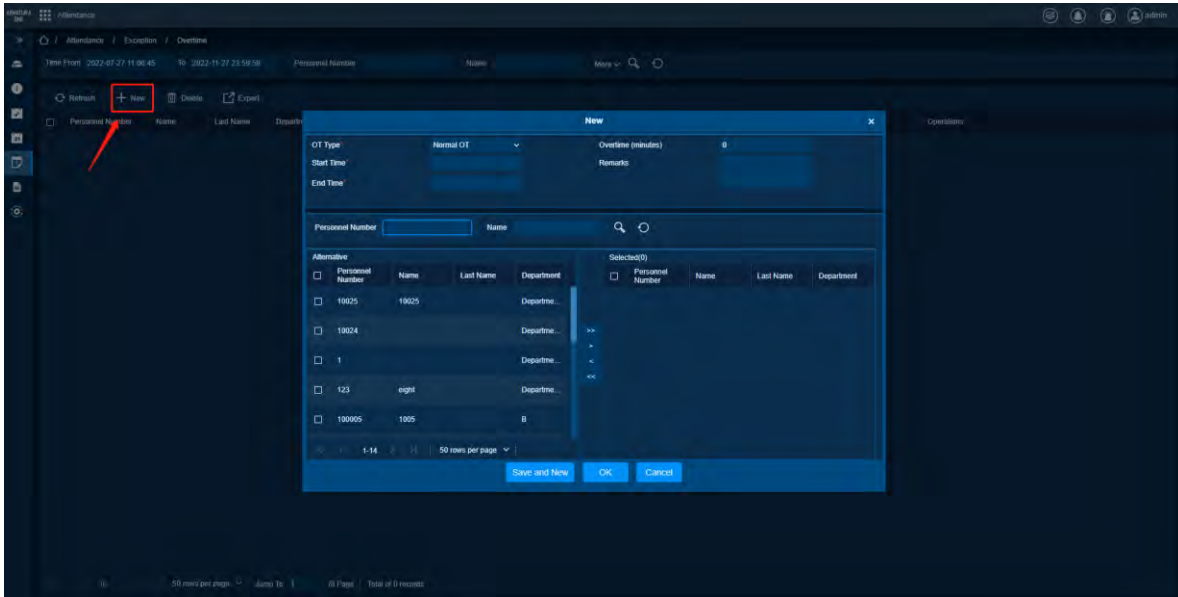 Attendance
admin
/ Attendance / Exception / Overtime
Time From 2022-07-27 11:06:45 To 2022-11-27 23:59:59 Personnel Number Name More
Refresh New Delete Export
Personnel Number Name Last Name Operations
New ×
OT Type* Normal OT Overtime (minutes) 0
Start Time* Remarks
End Time*
Personnel Number Name
Alternative Selected(0)
Personnel Number Name Last Name Department Personnel Number Name Last Name Department
10025 10025 Departme...
10024 Departme...
>>
>
1 Departme...
<
<<
123 eight Departme...
100005 1005 B
1-14 50 rows per page
Save and New OK Cancel
50 rows per page Jump To 1 /0 Page Total of 0 records